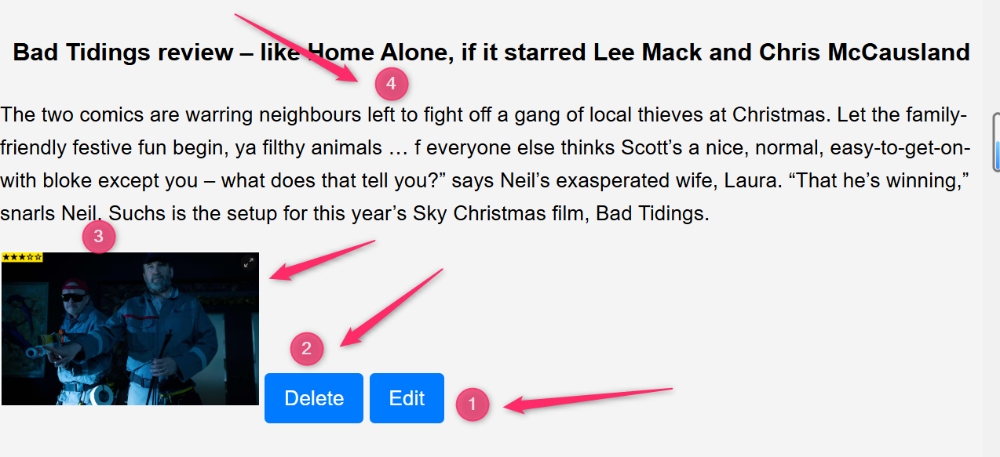 Bad Tidings review – like Home Alone, if it starred Lee Mack and Chris McCausland
4
The two comics are warring neighbours left to fight off a gang of local thieves at Christmas. Let the family-
friendly festive fun begin, ya filthy animals … f everyone else thinks Scott’s a nice, normal, easy-to-get-on-
with bloke except you – what does that tell you?” says Neil’s exasperated wife, Laura. “That he’s winning,”
snarls Neil. Suchs is the setup for this year’s Sky Christmas film, Bad Tidings.
3
★★★☆☆
2
Delete Edit 1